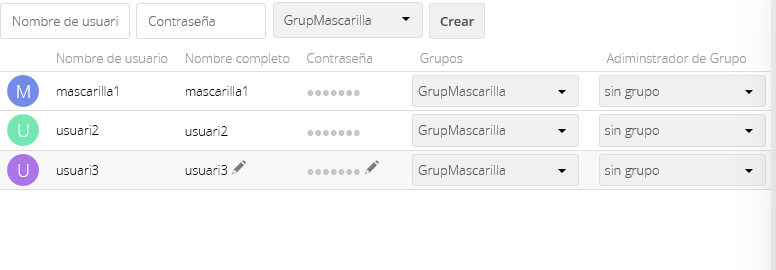 Nombre de usuari Contraseña GrupMascarilla Crear
Nombre de usuario Nombre completo Contraseña Grupos Adminstrador de Grupo
M mascarilla1 mascarilla1 ●●●●●●● GrupMascarilla sin grupo
U usuari2 usuari2 ●●●●●●● GrupMascarilla sin grupo
U usuari3 usuari3 ●●●●●●● GrupMascarilla sin grupo